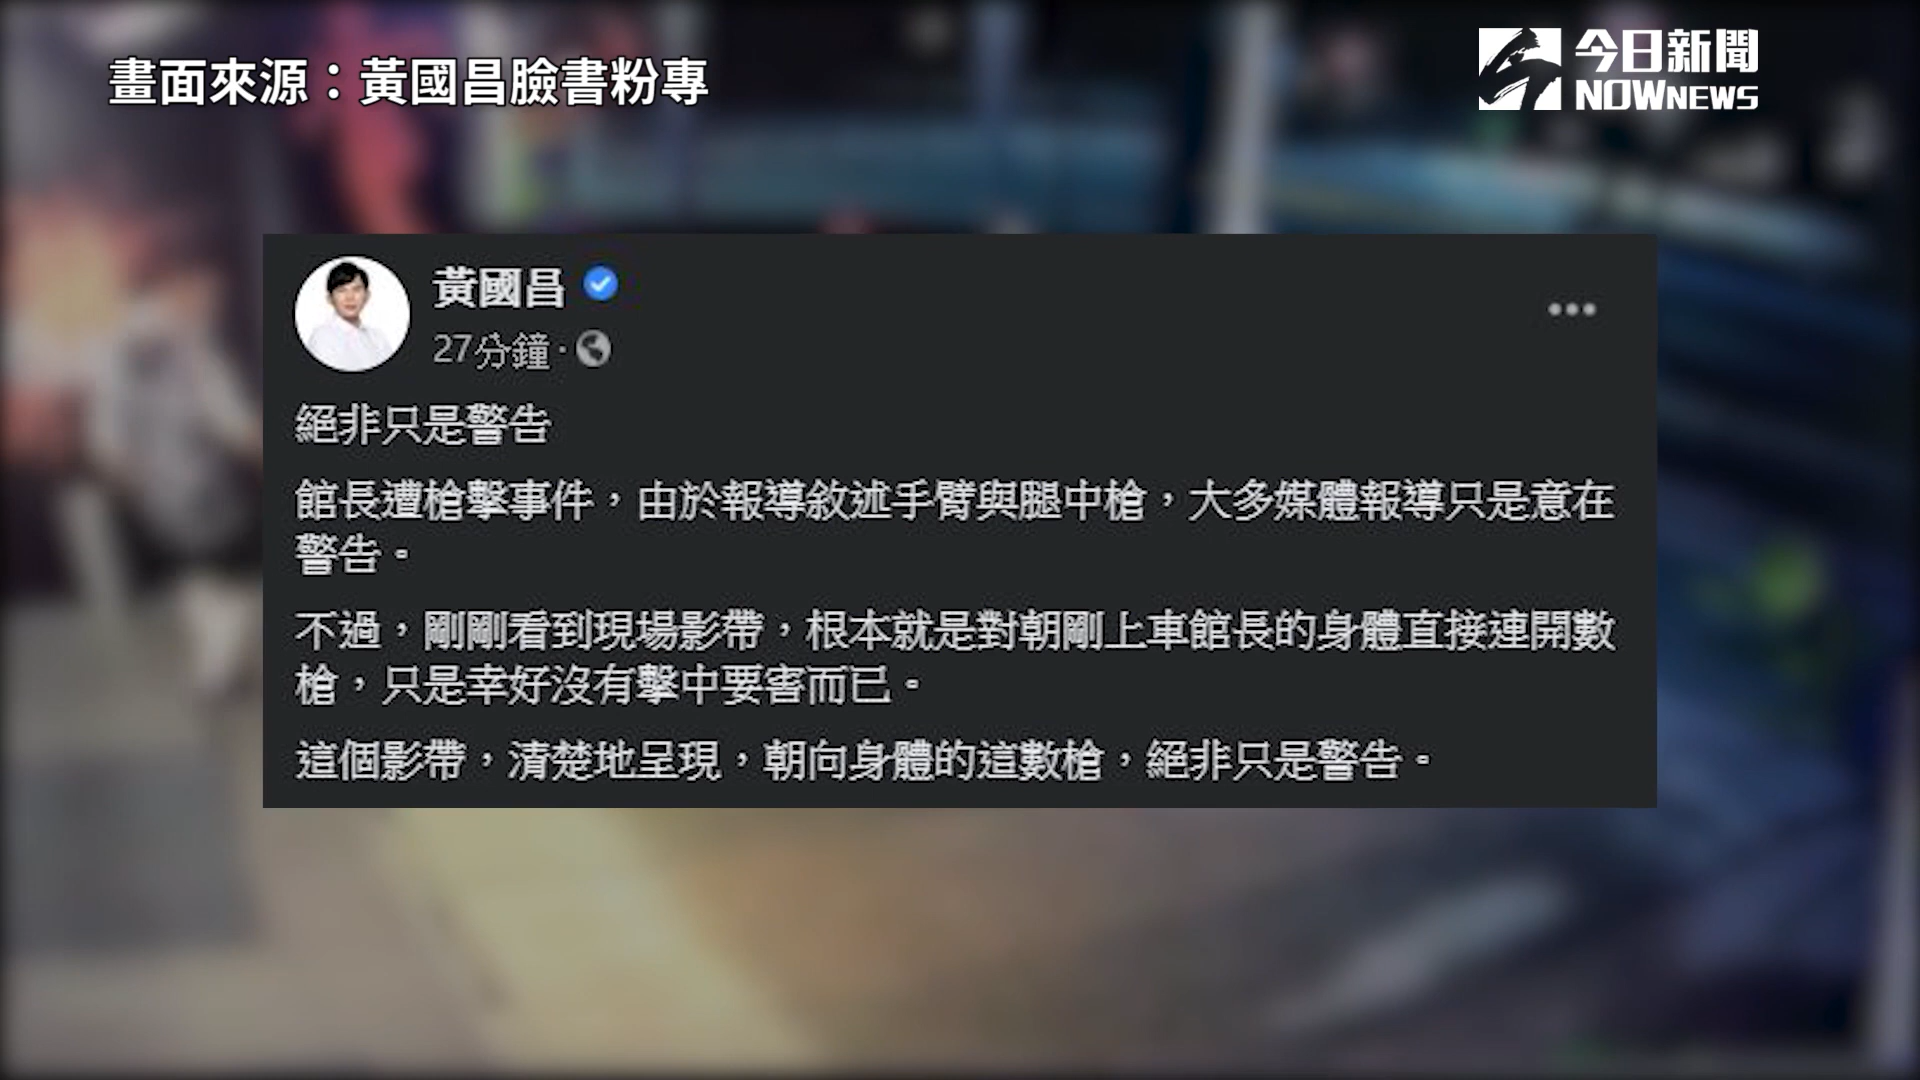 畫面來源：黃國昌臉書粉專
今日新聞
NOWNEWS
黃國昌
27分鐘·
絕非只是警告
館長遭槍擊事件，由於報導敘述手臂與腿中槍，大多媒體報導只是意在
警告。
不過，剛剛看到現場影帶，根本就是對朝剛上車館長的身體直接連開數
槍，只是幸好沒有擊中要害而已。
這個影帶，清楚地呈現，朝向身體的這數槍，絕非只是警告。